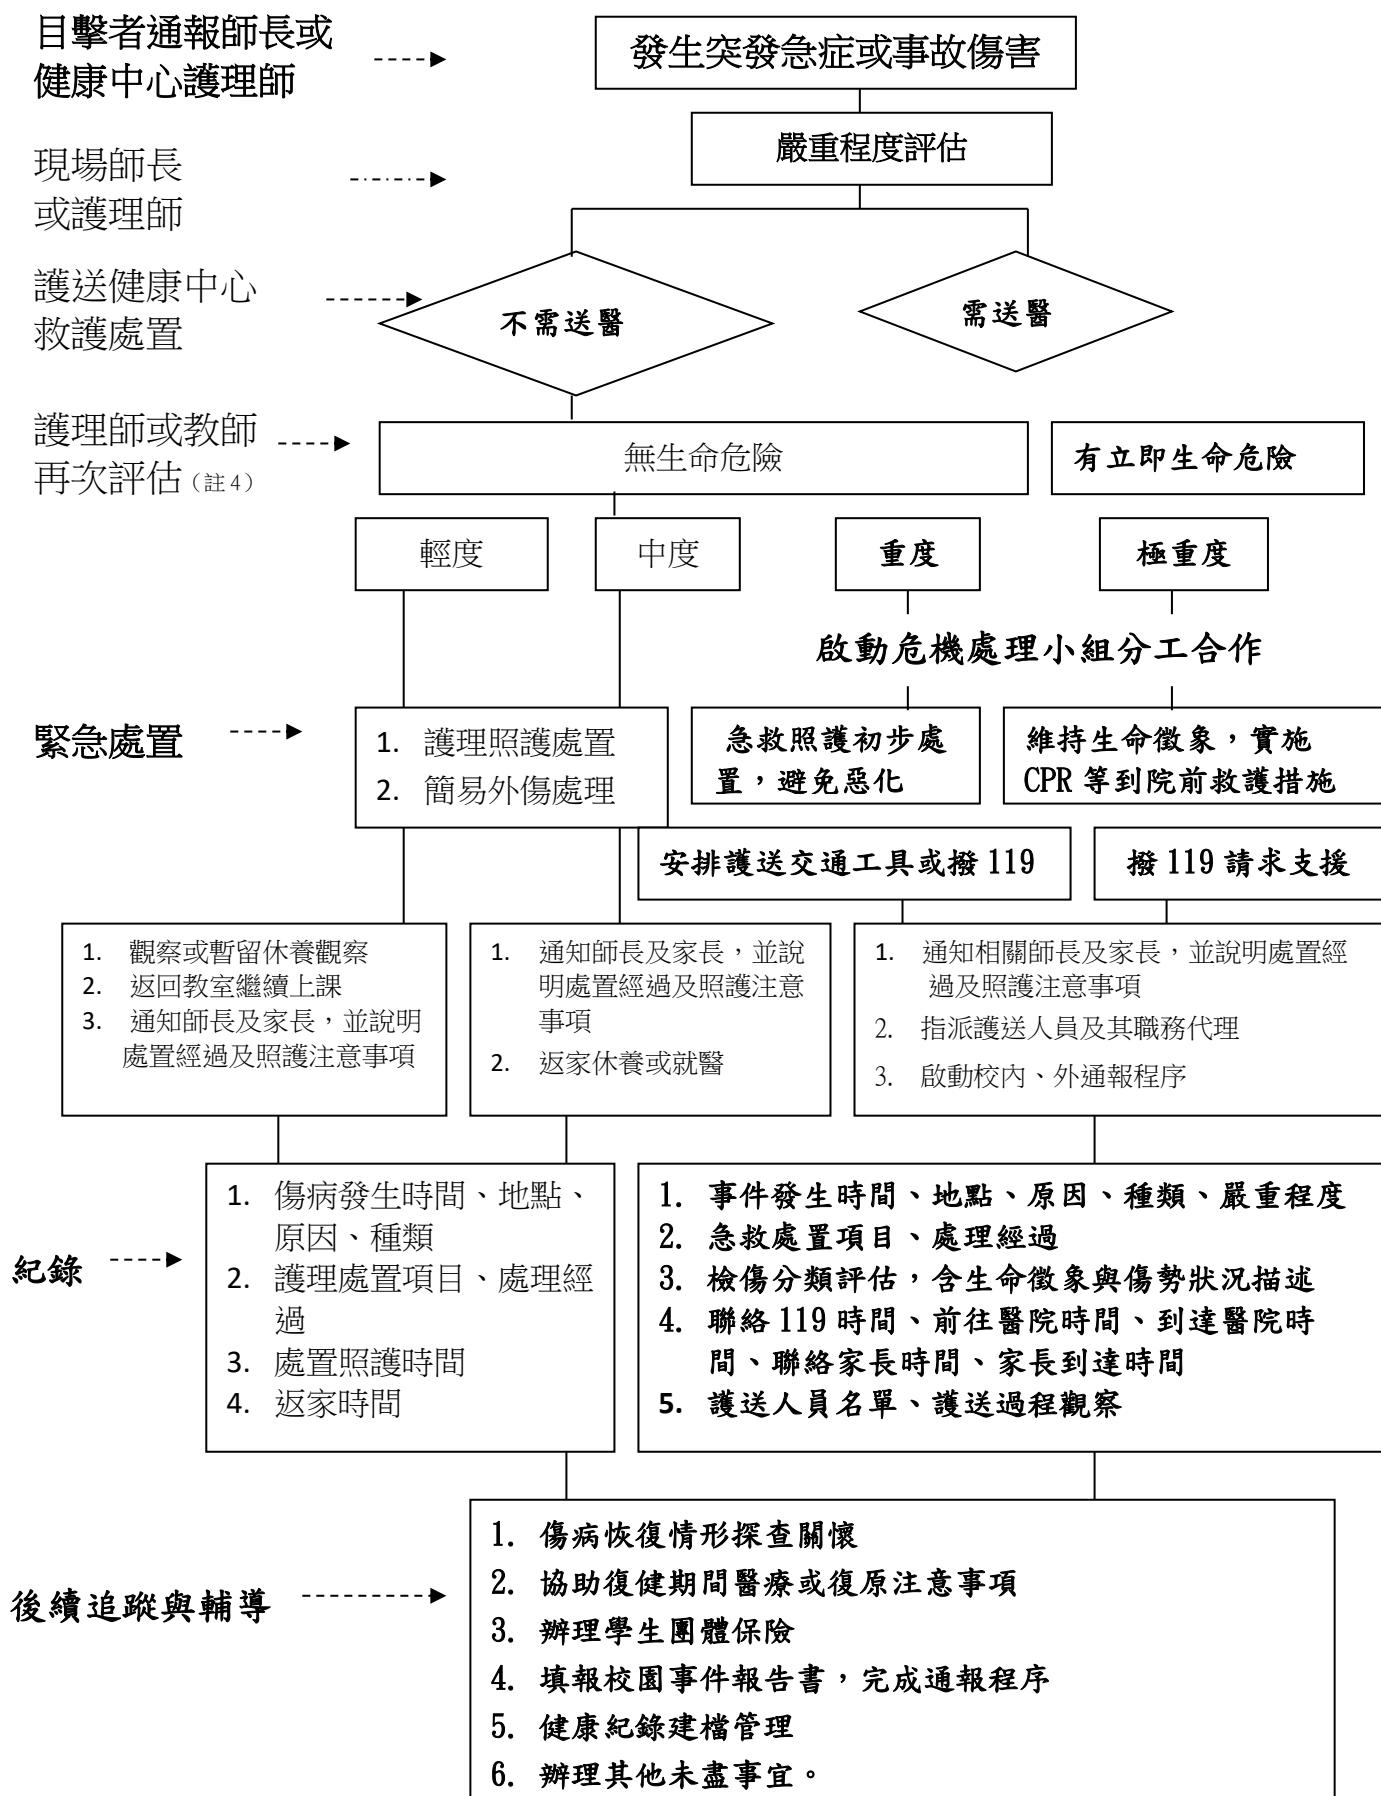 目擊者通報師長或
健康中心護理師
發生突發急症或事故傷害
嚴重程度評估
現場師長
或護理師
護送健康中心
救護處置
不需送醫
需送醫
護理師或教師
再次評估（註4）
無生命危險
有立即生命危險
輕度
中度
重度
極重度
啟動危機處理小組分工合作
緊急處置
1. 護理照護處置
2. 簡易外傷處理
急救照護初步處
置，避免惡化
維持生命徵象，實施
CPR 等到院前救護措施
安排護送交通工具或撥 119
撥 119 請求支援
1. 觀察或暫留休養觀察
2. 返回教室繼續上課
3. 通知師長及家長，並說明
處置經過及照護注意事項
1. 通知師長及家長，並說
明處置經過及照護注意
事項
2. 返家休養或就醫
1. 通知相關師長及家長，並說明處置經
過及照護注意事項
2. 指派護送人員及其職務代理
3. 啟動校內、外通報程序
紀錄
1. 傷病發生時間、地點、
原因、種類
2. 護理處置項目、處理經
過
3. 處置照護時間
4. 返家時間
1. 事件發生時間、地點、原因、種類、嚴重程度
2. 急救處置項目、處理經過
3. 檢傷分類評估，含生命徵象與傷勢狀況描述
4. 聯絡 119 時間、前往醫院時間、到達醫院時
間、聯絡家長時間、家長到達時間
5. 護送人員名單、護送過程觀察
後續追蹤與輔導
1. 傷病恢復情形探查關懷
2. 協助復健期間醫療或復原注意事項
3. 辦理學生團體保險
4. 填報校園事件報告書，完成通報程序
5. 健康紀錄建檔管理
6. 辦理其他未盡事宜。